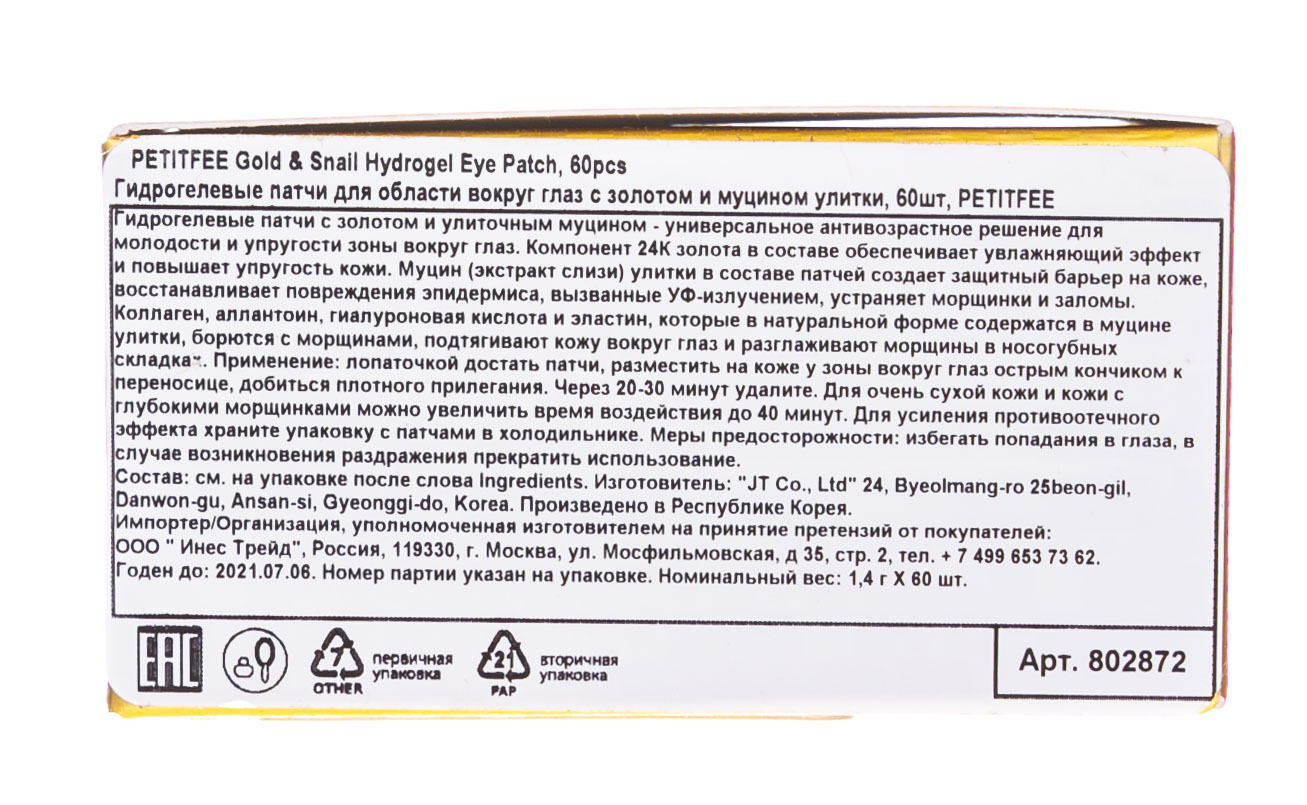 PETITFEE Gold & Snail Hydrogel Eye Patch, 60pcs
Гидрогелевые патчи для области вокруг глаз с золотом и муцином улитки, 60шт, PETITFEE
Гидрогелевые патчи с золотом и улиточным муцином - универсальное антивозрастное решение для
молодости и упругости зоны вокруг глаз. Компонент 24К золота в составе обеспечивает увлажняющий эффект
и повышает упругость кожи. Муцин (экстракт слизи) улитки в составе патчей создает защитный барьер на коже,
восстанавливает повреждения эпидермиса, вызванные УФ-излучением, устраняет морщинки и заломы.
Коллаген, аллантоин, гиалуроновая кислота и эластин, которые в натуральной форме содержатся в муцине
улитки, борются с морщинами, подтягивают кожу вокруг глаз и разглаживают морщины в носогубных
складках. Применение: лопаточкой достать патчи, разместить на коже у зоны вокруг глаз острым кончиком к
переносице, добиться плотного прилегания. Через 20-30 минут удалите. Для очень сухой кожи и кожи с
глубокими морщинками можно увеличить время воздействия до 40 минут. Для усиления противоотечного
эффекта храните упаковку с патчами в холодильнике. Меры предосторожности: избегать попадания в глаза, в
случае возникновения раздражения прекратить использование.
Состав: см. на упаковке после слова Ingredients. Изготовитель: "JT Co., Ltd" 24, Byeolmang-ro 25beon-gil,
Danwon-gu, Ansan-si, Gyeonggi-do, Korea. Произведено в Республике Корея.
Импортер/Организация, уполномоченная изготовителем на принятие претензий от покупателей:
ООО " Инес Трейд", Россия, 119330, г. Москва, ул. Мосфильмовская, д 35, стр. 2, тел. + 7 499 653 73 62.
Годен до: 2021.07.06. Номер партии указан на упаковке. Номинальный вес: 1,4 г X 60 шт.
EAC
7
OTHER
первичная
упаковка
21
PAP
вторичная
упаковка
Арт. 802872